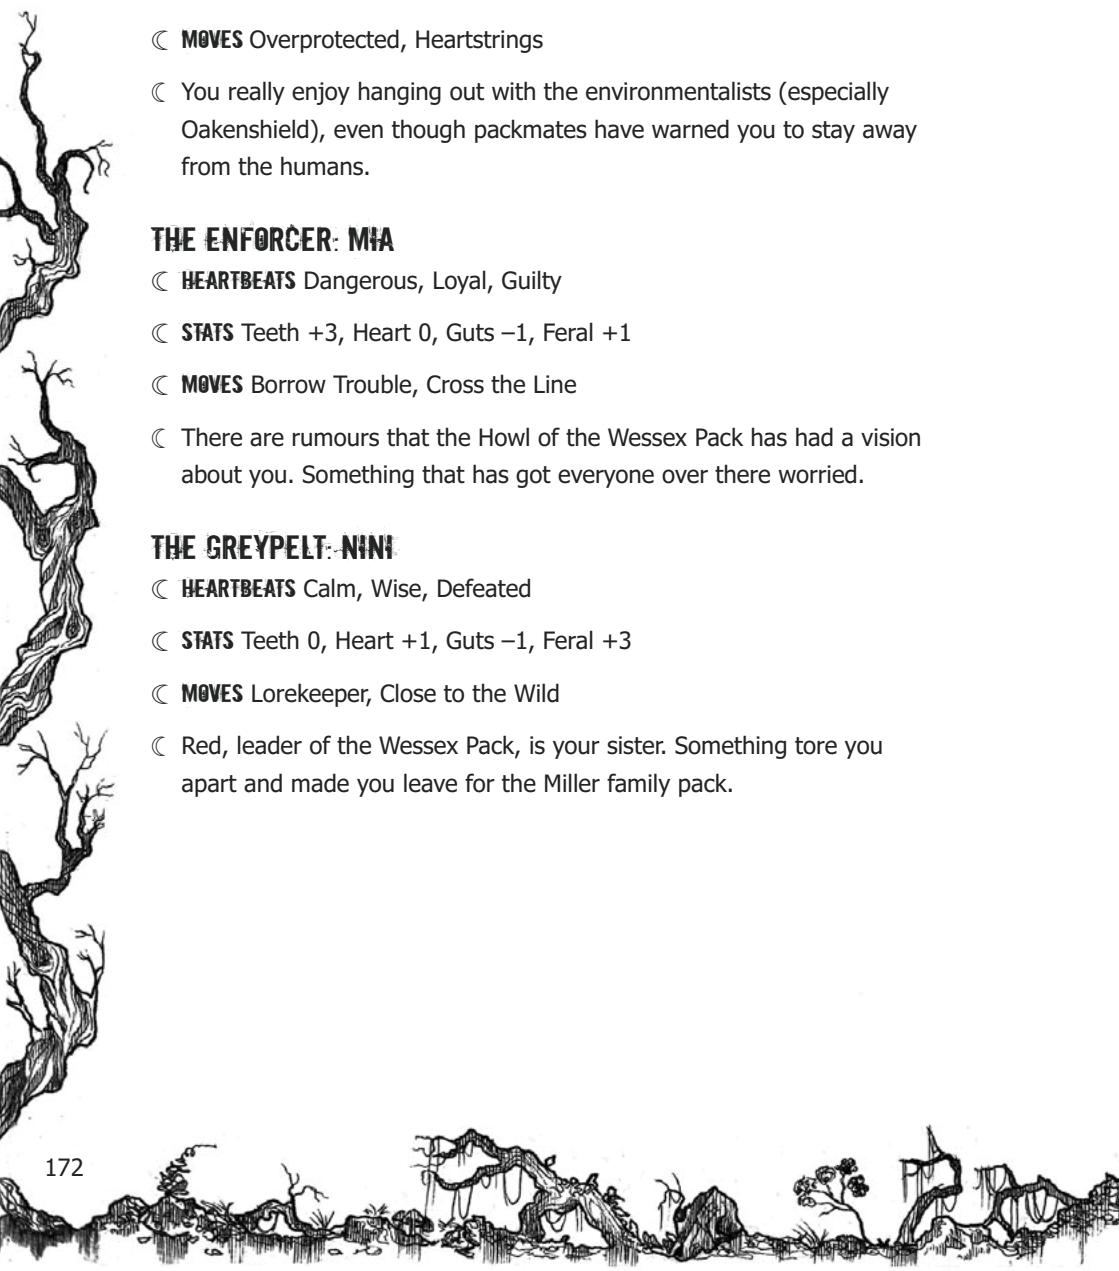 ☾ MOVES Overprotected, Heartstrings
☾ You really enjoy hanging out with the environmentalists (especially
Oakenshield), even though packmates have warned you to stay away
from the humans.
THE ENFORCER: MIA
☾ HEARTBEATS Dangerous, Loyal, Guilty
☾ STATS Teeth +3, Heart 0, Guts –1, Feral +1
☾ MOVES Borrow Trouble, Cross the Line
☾ There are rumours that the Howl of the Wessex Pack has had a vision
about you. Something that has got everyone over there worried.
THE GREYPELT: NINI
☾ HEARTBEATS Calm, Wise, Defeated
☾ STATS Teeth 0, Heart +1, Guts –1, Feral +3
☾ MOVES Lorekeeper, Close to the Wild
☾ Red, leader of the Wessex Pack, is your sister. Something tore you
apart and made you leave for the Miller family pack.
172